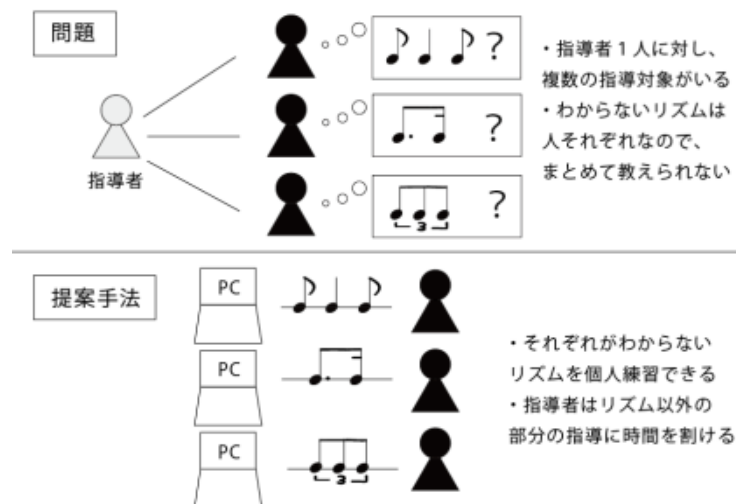 問題
指導者
?
?
?
3
・指導者１人に対し、
複数の指導対象がいる
・わからないリズムは
人それぞれなので、
まとめて教えられない
提案手法
PC
PC
PC
3
・それぞれがわからない
リズムを個人練習できる
・指導者はリズム以外の
部分の指導に時間を割ける